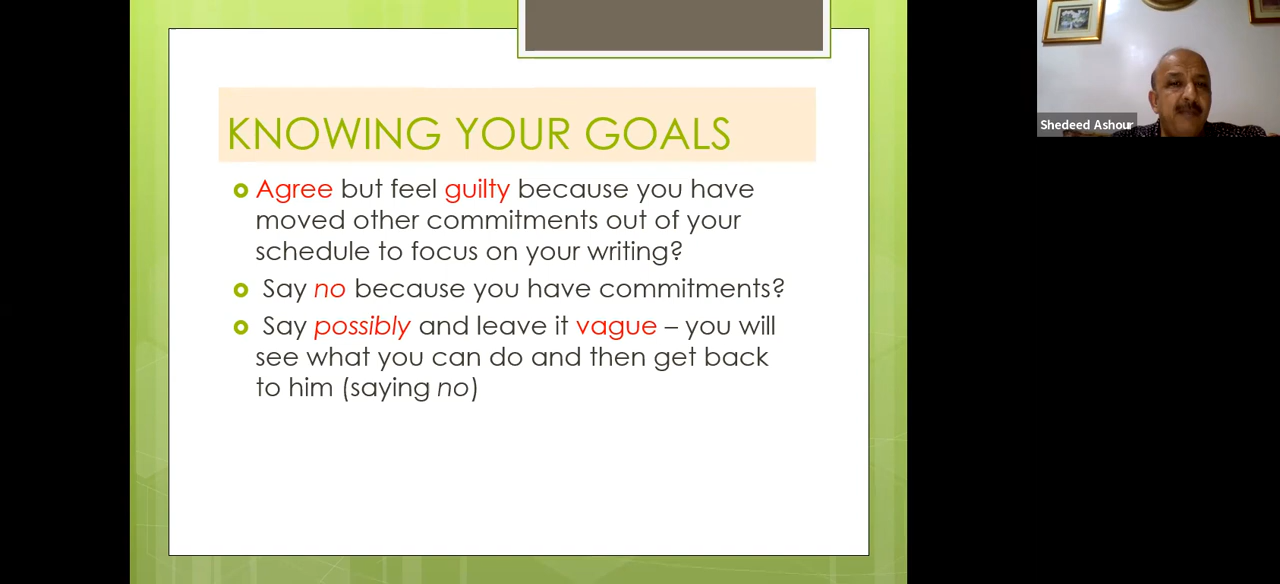 KNOWING YOUR GOALS
Agree but feel guilty because you have
moved other commitments out of your
schedule to focus on your writing?
Say no because you have commitments?
Say possibly and leave it vague – you will
see what you can do and then get back
to him (saying no)
Shedeed Ashour